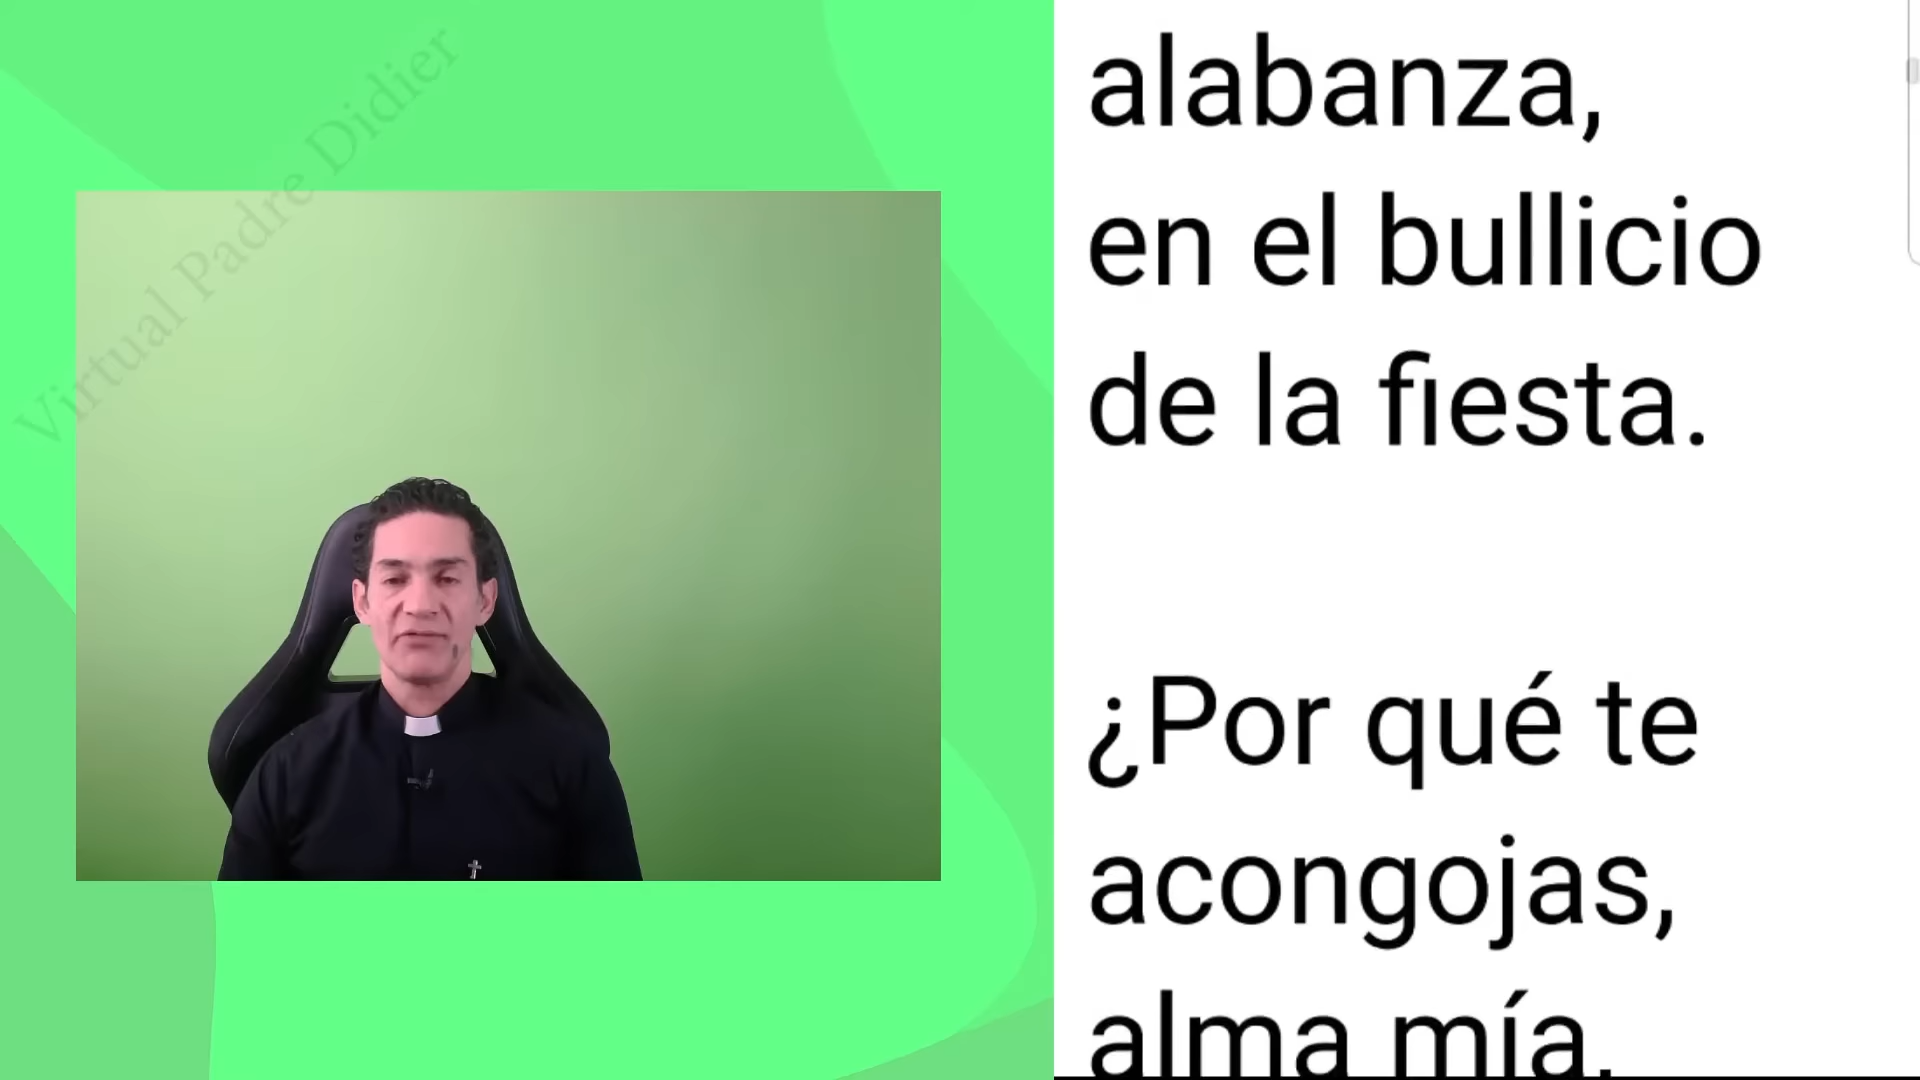 Virtual Padre Didier
alabanza,
en el bullicio
de la fiesta.
¿Por qué te
acongojas,
alma mía,